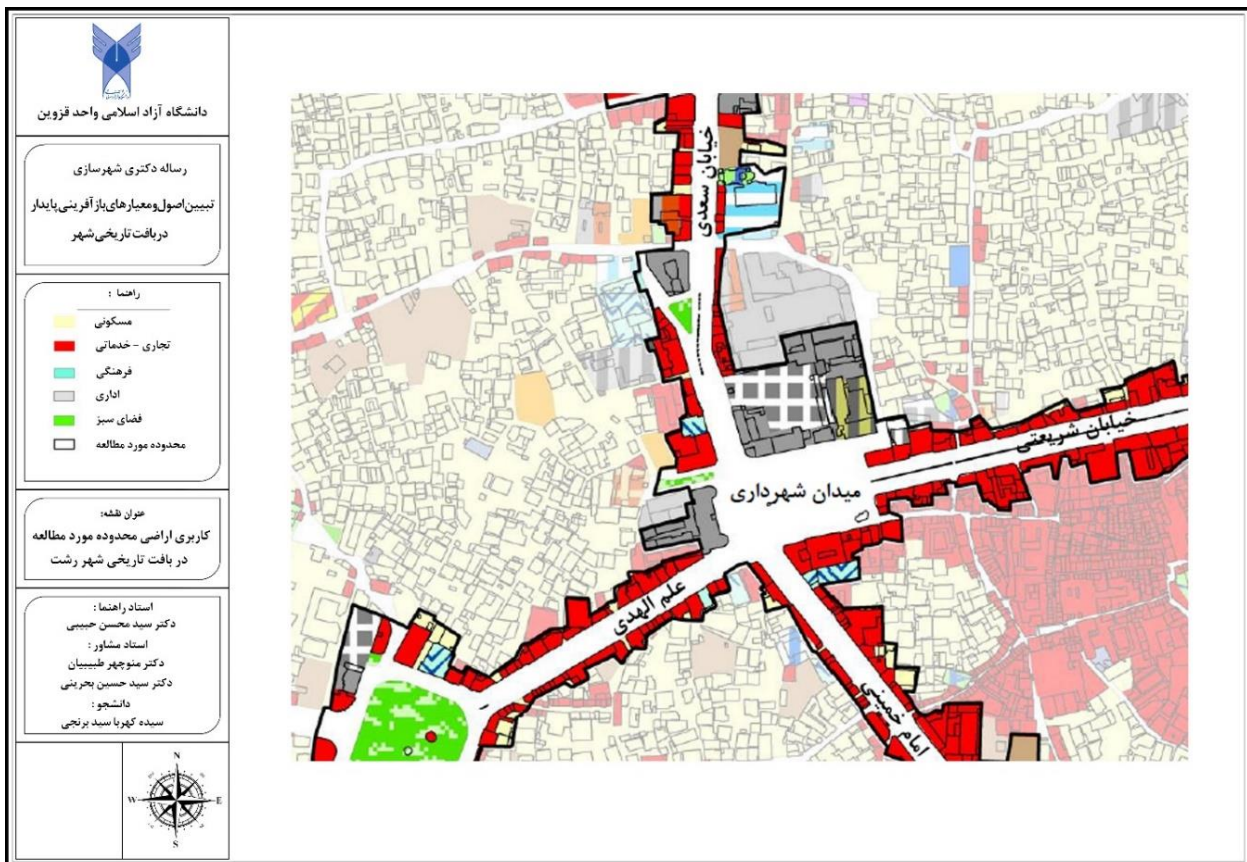 دانشگاه آزاد اسلامی واحد قزوین
رساله دکتری شهرسازی
تبیین اصول و معیارهای باز آفرینی پایدار
در بافت تاریخی شهر
راهنما :
مسکونی
تجاری - خدماتی
فرهنگی
اداری
فضای سبز
محدوده مورد مطالعه
عنوان نقشه:
کاربری اراضی محدوده مورد مطالعه
در بافت تاریخی شهر رشت
استاد راهنما :
دکتر سید محسن حبیبی
استاد مشاور :
دکتر منوچهر طبیبیان
دکتر سید حسین بحرینی
دانشجو :
سیده کهربا سید برنجی
N
W
E
S
خیابان سعدی
خیابان شریعتی
میدان شهرداری
علم الهدی
امام خمینی